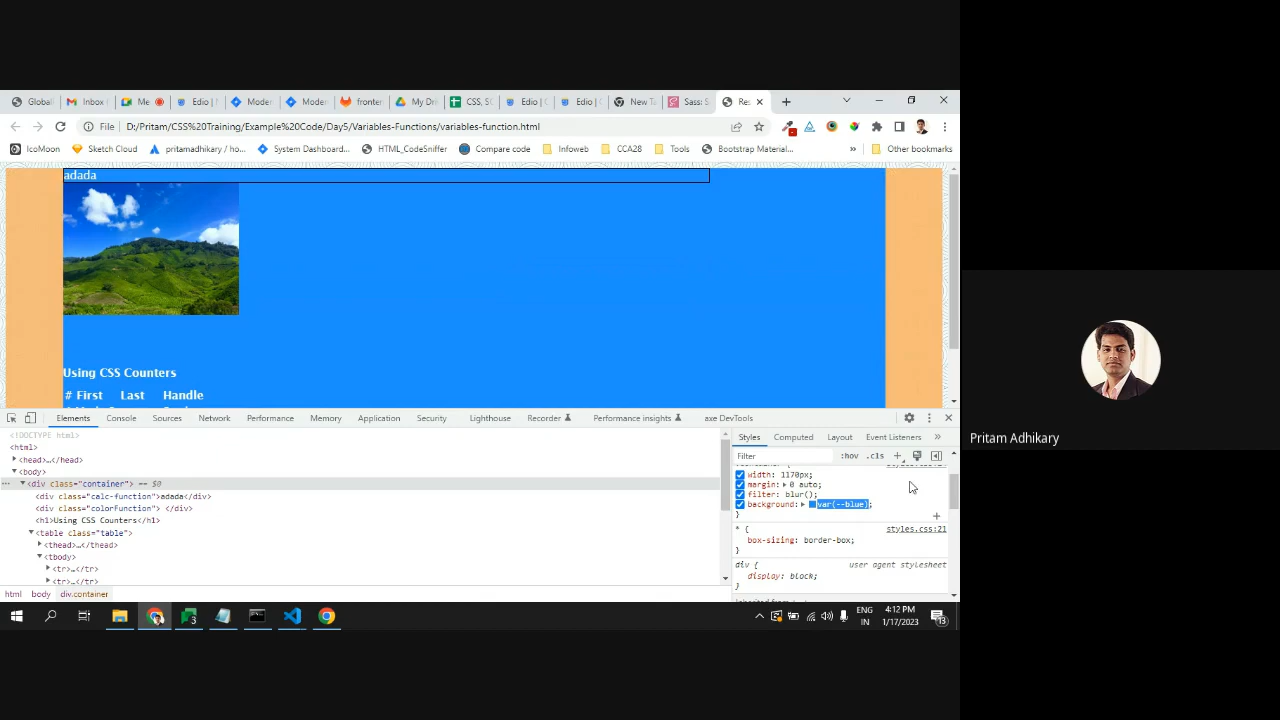 Global
Inbox
Me
Edio |
Moder
Moder
fronter
My Dri
CSS, SC
Edio | C
Edio | C
New Ta
Sass: S
Res
File
D:/Pritam/CSS%20Training/Example%20Code/Day5/Variables-Functions/variables-function.html
IcoMoon
Sketch Cloud
pritamadhikary / ho...
System Dashboard...
HTML_CodeSniffer
Compare code
Infoweb
CCA28
Tools
Bootstrap Material...
»
Other bookmarks
adada
Using CSS Counters
# First Last Handle
Elements
Console
Sources
Network
Performance
Memory
Application
Security
Lighthouse
Recorder
Performance insights
axe DevTools
<!DOCTYPE html>
<html>
<head>…</head>
<body>
<div class="container"> == $0
<div class="calc-function">adada</div>
<div class="colorFunction"> </div>
<h1>Using CSS Counters</h1>
<table class="table">
<thead>…</thead>
<tbody>
<tr>…</tr>
<tr>…</tr>
html body div.container
Styles
Computed
Layout
Event Listeners
»
Filter
:hov .cls +
width: 1170px;
margin: 0 auto;
filter: blur();
background: var(--blue);
}
* {
styles.css:21
box-sizing: border-box;
}
div {
user agent stylesheet
display: block;
}
ENG
IN
4:12 PM
1/17/2023
13
Pritam Adhikary